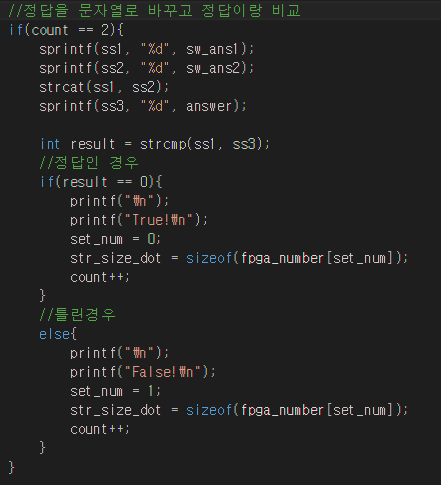 //정답을 문자열로 바꾸고 정답이랑 비교
if(count == 2){
    sprintf(ss1, "%d", sw_ans1);
    sprintf(ss2, "%d", sw_ans2);
    strcat(ss1, ss2);
    sprintf(ss3, "%d", answer);

    int result = strcmp(ss1, ss3);
    //정답인 경우
    if(result == 0){
        printf("₩n");
        printf("True!₩n");
        set_num = 0;
        str_size_dot = sizeof(fpga_number[set_num]);
        count++;
    }
    //틀린경우
    else{
        printf("₩n");
        printf("False!₩n");
        set_num = 1;
        str_size_dot = sizeof(fpga_number[set_num]);
        count++;
    }
}